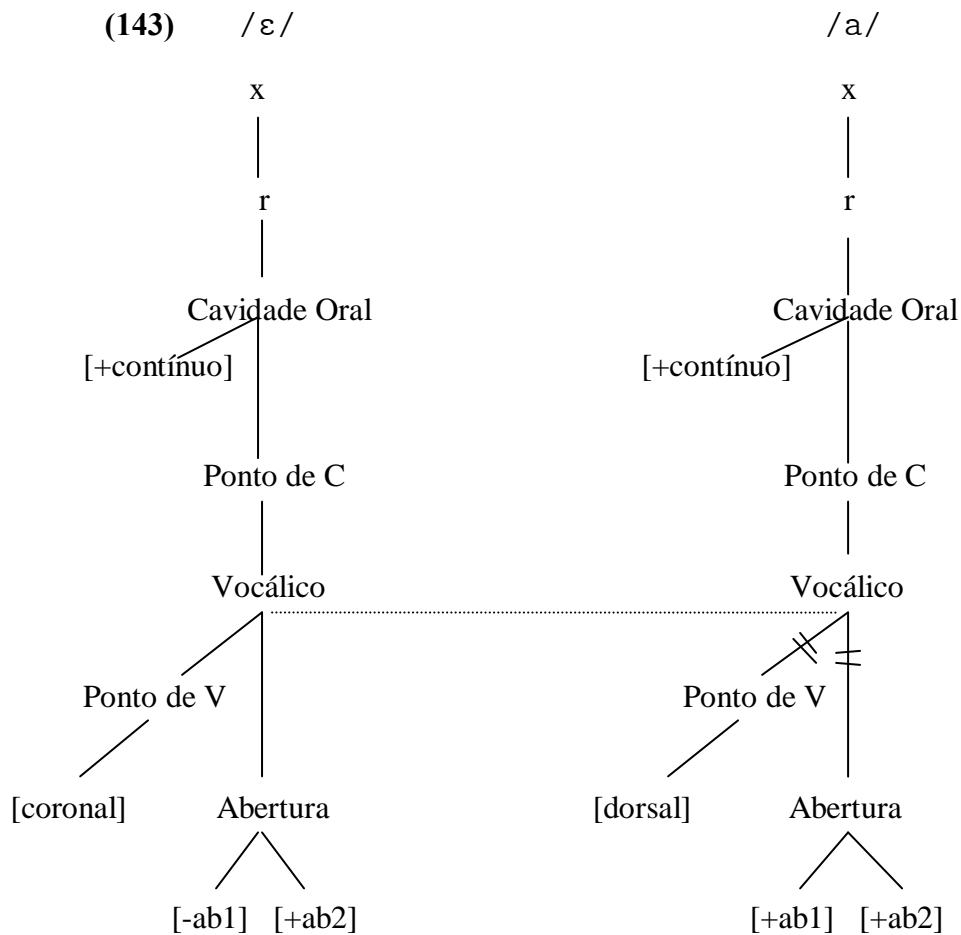 (143) /ɛ/ /a/
x x
r r
Cavidade Oral Cavidade Oral
[+contínuo] [+contínuo]
Ponto de C Ponto de C
Vocálico Vocálico
Ponto de V Ponto de V
[coronal] Abertura [dorsal] Abertura
[-ab1] [+ab2] [+ab1] [+ab2]